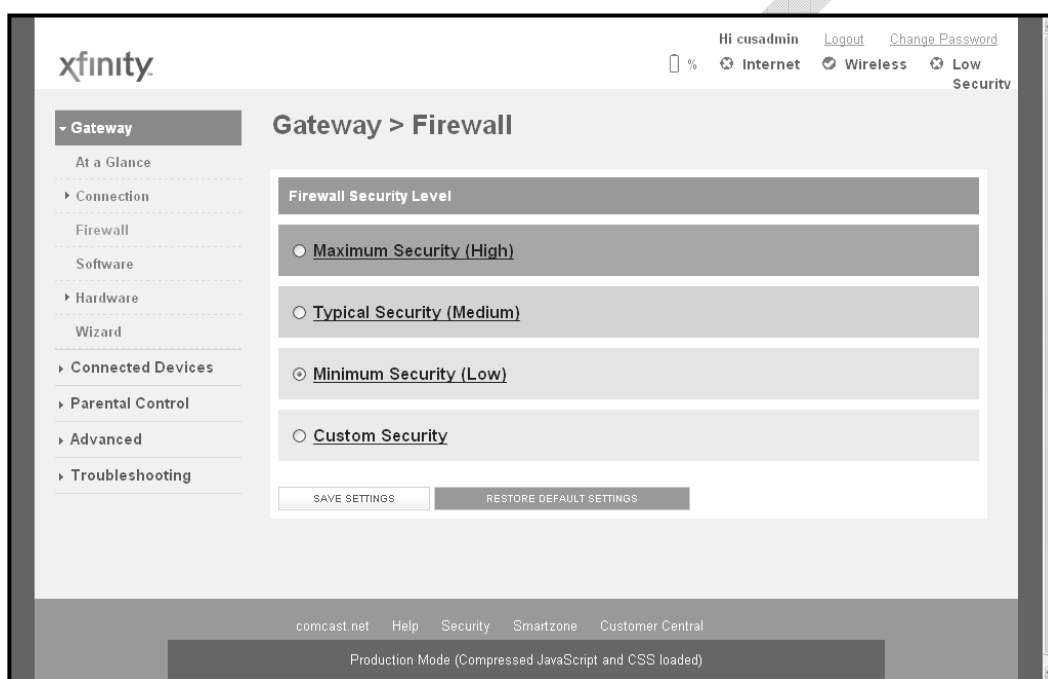 xfinity.
Hi cusadmin Logout Change Password
% Internet Wireless Low Security
Gateway
At a Glance
Connection
Firewall
Software
Hardware
Wizard
Connected Devices
Parental Control
Advanced
Troubleshooting
Gateway > Firewall
Firewall Security Level
Maximum Security (High)
Typical Security (Medium)
Minimum Security (Low)
Custom Security
SAVE SETTINGS RESTORE DEFAULT SETTINGS
comcast.net Help Security Smartzone Customer Central
Production Mode (Compressed JavaScript and CSS loaded)